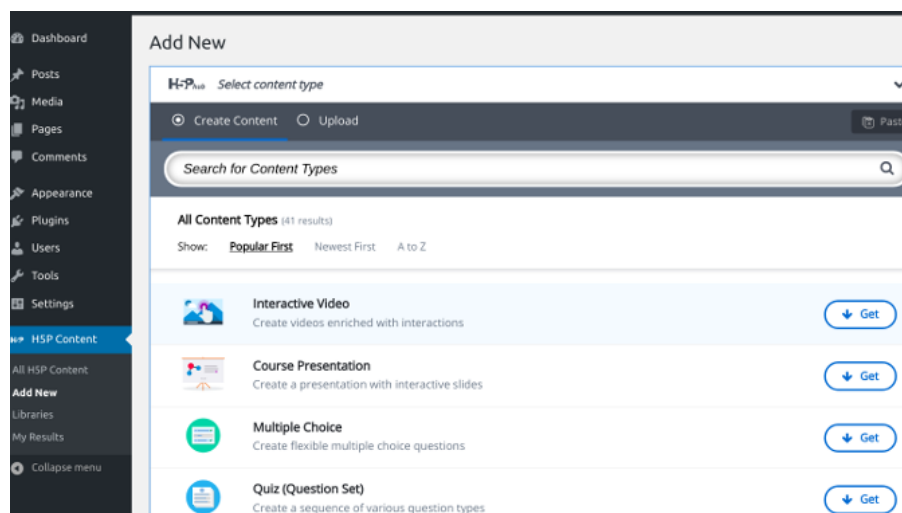 Dashboard
Posts
Media
Pages
Comments
Appearance
Plugins
Users
Tools
Settings
H5P Content
All H5P Content
Add New
Libraries
My Results
Collapse menu
Add New
H5P hub Select content type
Create Content Upload Past
Search for Content Types
All Content Types (41 results)
Show: Popular First Newest First A to Z
Interactive Video
Create videos enriched with interactions
Get
Course Presentation
Create a presentation with interactive slides
Get
Multiple Choice
Create flexible multiple choice questions
Get
Quiz (Question Set)
Create a sequence of various question types
Get